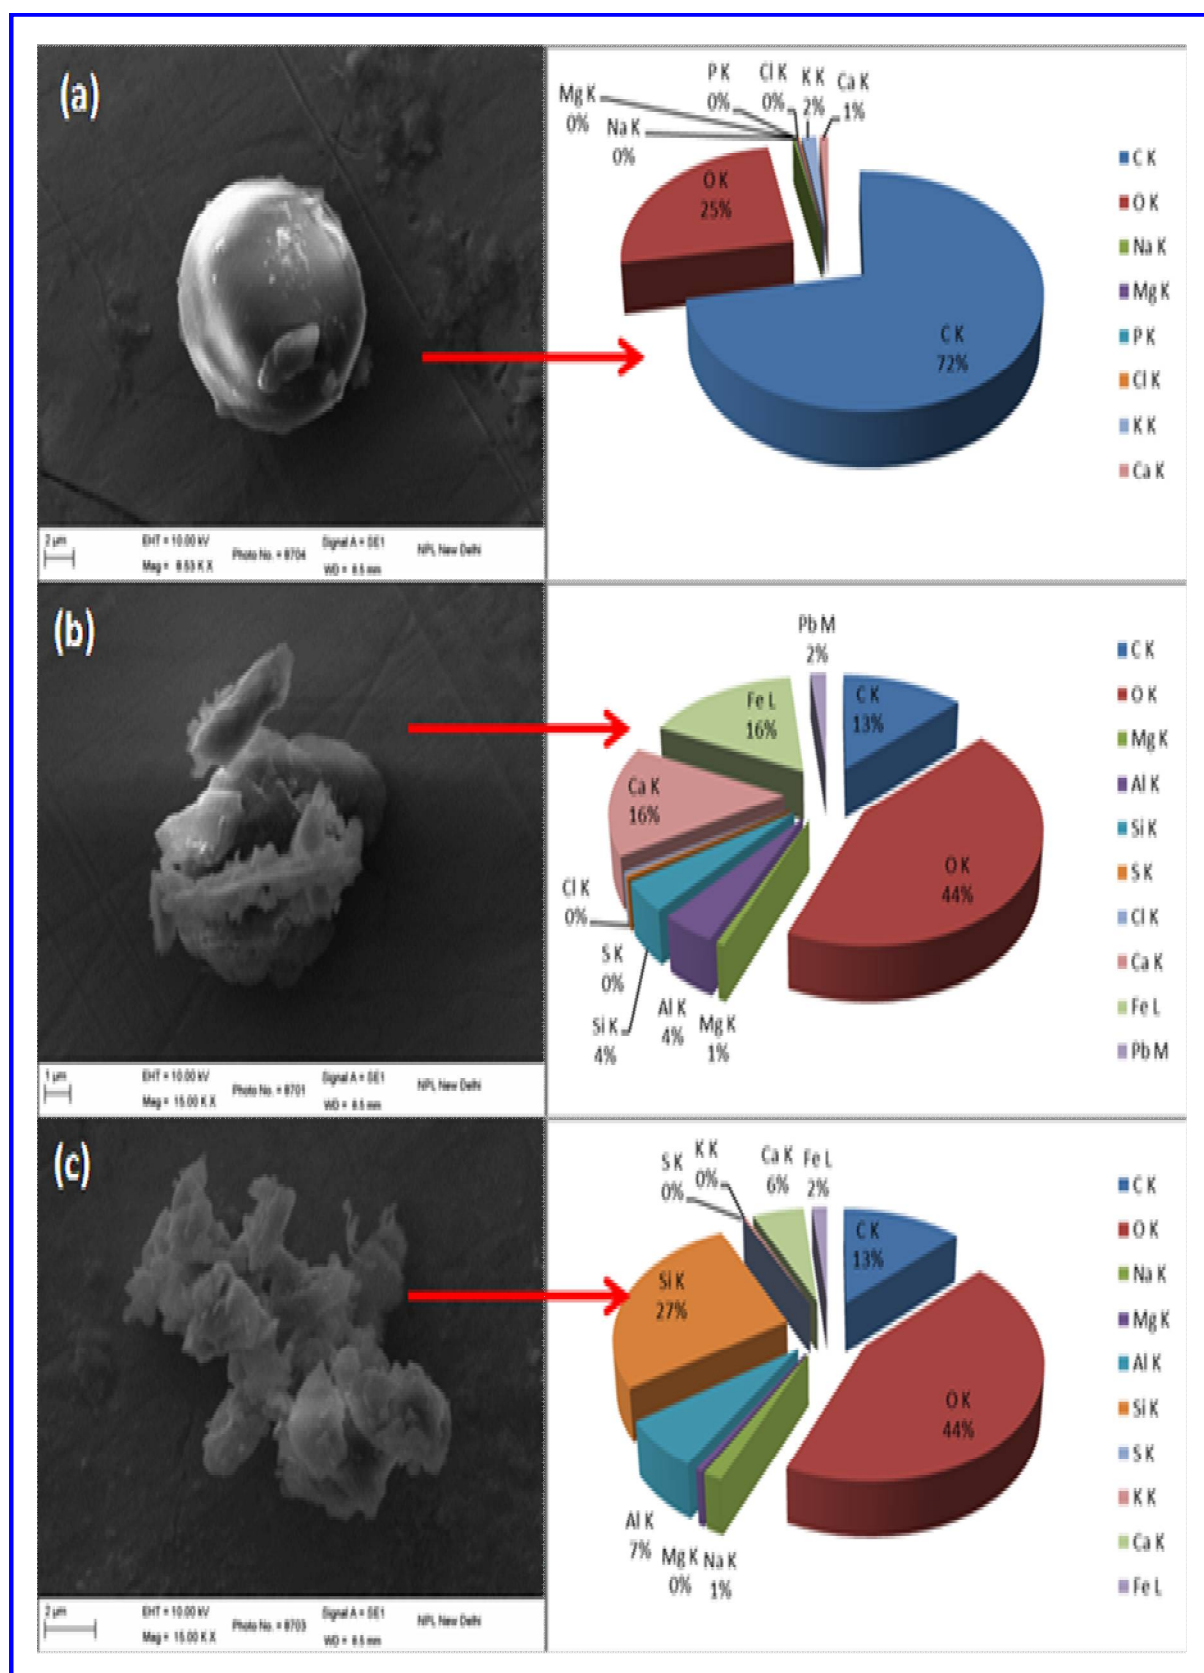 (a)
P K
0%
Cl K
0%
K K
2%
Ca K
1%
Mg K
0%
Na K
0%
O K
25%
C K
72%
C K
O K
Na K
Mg K
P K
Cl K
K K
Ca K
2 µm
EHT = 10.00 kV
Mag = 8.53 K X
Photo No. = 8704
Signal A = SE1
WD = 8.5 mm
NPL New Delhi
(b)
Pb M
2%
C K
13%
Fe L
16%
Ca K
16%
O K
44%
Cl K
0%
S K
0%
Si K
4%
Al K
4%
Mg K
1%
C K
O K
Mg K
Al K
Si K
S K
Cl K
Ca K
Fe L
Pb M
1 µm
EHT = 10.00 kV
Mag = 15.00 K X
Photo No. = 8701
Signal A = SE1
WD = 8.5 mm
NPL New Delhi
(c)
S K
0%
K K
0%
Ca K
6%
Fe L
2%
C K
13%
Si K
27%
O K
44%
Al K
7%
Mg K
0%
Na K
1%
C K
O K
Na K
Mg K
Al K
Si K
S K
K K
Ca K
Fe L
2 µm
EHT = 10.00 kV
Mag = 15.00 K X
Photo No. = 8703
Signal A = SE1
WD = 8.5 mm
NPL New Delhi